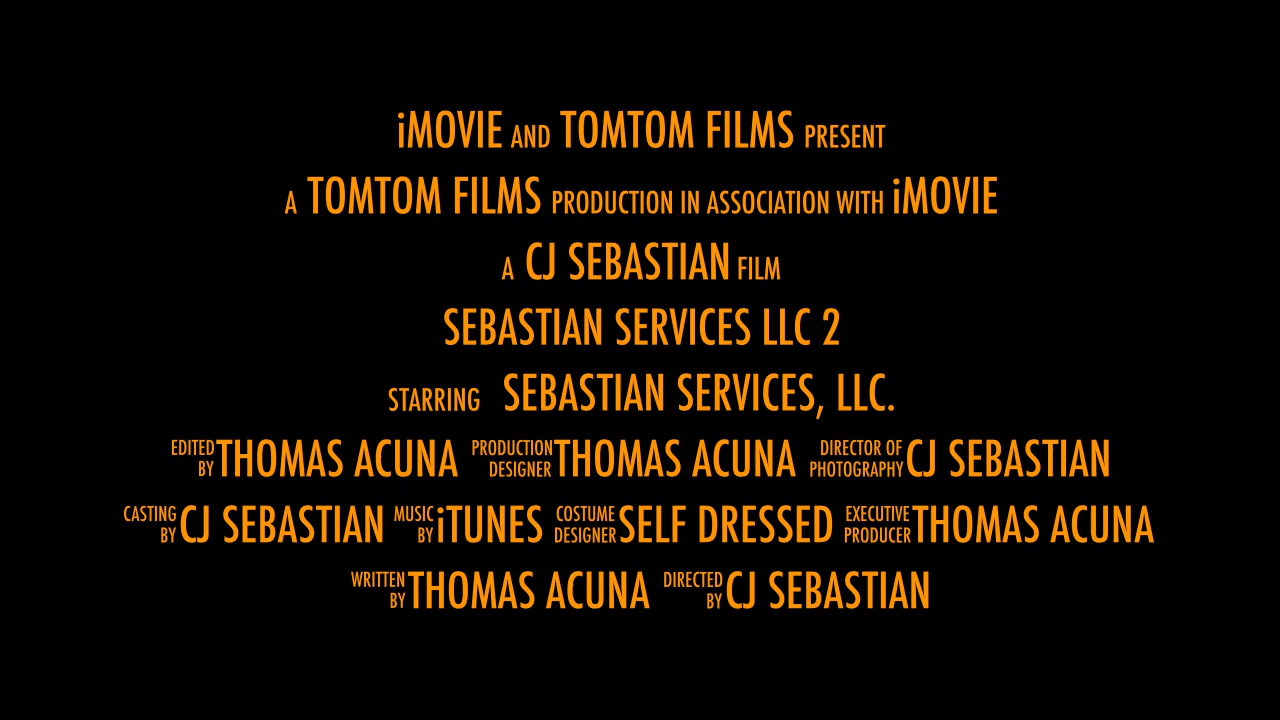 iMOVIE AND TOMTOM FILMS PRESENT
A TOMTOM FILMS PRODUCTION IN ASSOCIATION WITH iMOVIE
A CJ SEBASTIAN FILM
SEBASTIAN SERVICES LLC 2
STARRING SEBASTIAN SERVICES, LLC.
EDITED BY THOMAS ACUNA PRODUCTION DESIGNER THOMAS ACUNA DIRECTOR OF PHOTOGRAPHY CJ SEBASTIAN
CASTING BY CJ SEBASTIAN MUSIC BY iTUNES COSTUME DESIGNER SELF DRESSED EXECUTIVE PRODUCER THOMAS ACUNA
WRITTEN BY THOMAS ACUNA DIRECTED BY CJ SEBASTIAN